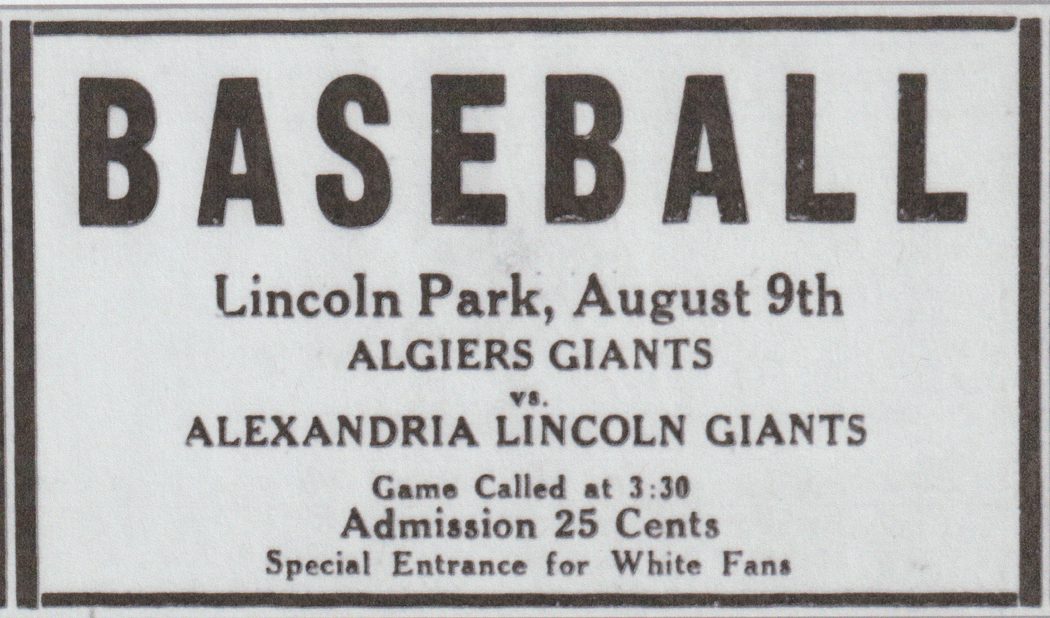 BASEBALL
Lincoln Park, August 9th
ALGIERS GIANTS
vs.
ALEXANDRIA LINCOLN GIANTS
Game Called at 3:30
Admission 25 Cents
Special Entrance for White Fans